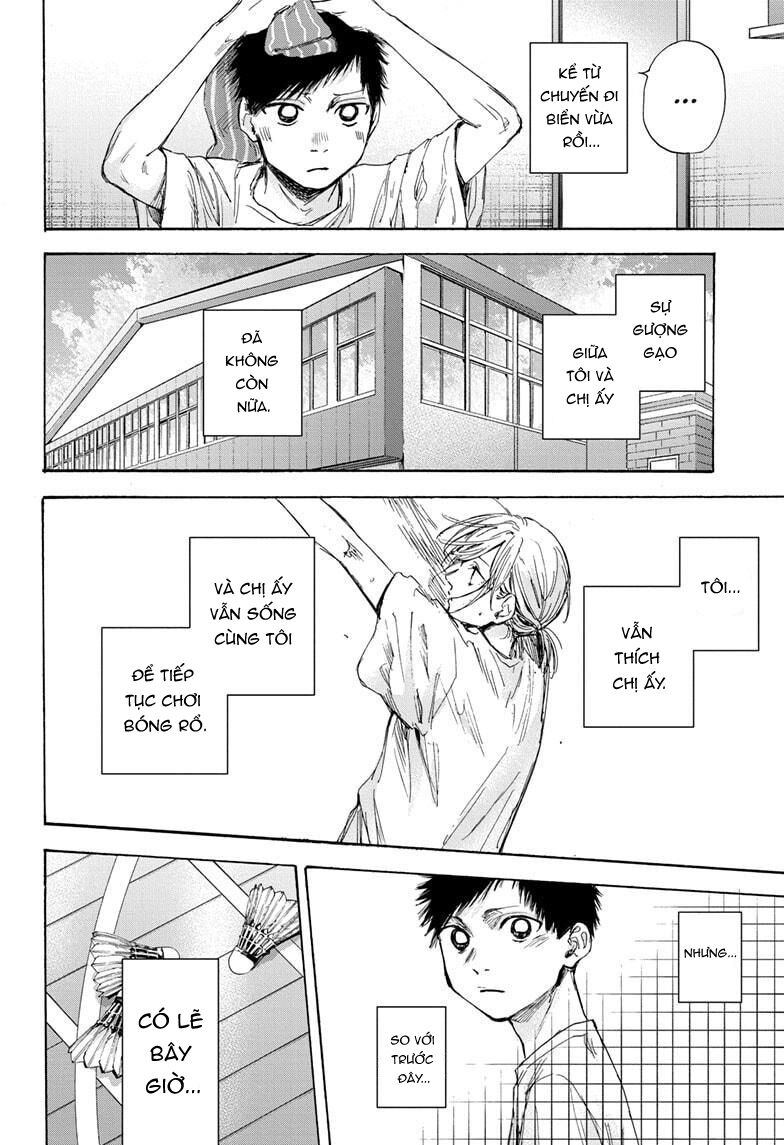 ...
KỂ TỪ
CHUYẾN ĐI
BIỂN VỪA
RỒI...
SỰ
GƯỢNG
GẠO
GIỮA
TÔI VÀ
CHỊ ẤY
ĐÃ
KHÔNG
CÒN
NỮA.
TÔI...
VẪN
THÍCH
CHỊ ẤY.
VÀ CHỊ ẤY
VẪN SỐNG
CÙNG TÔI
ĐỂ TIẾP
TỤC CHƠI
BÓNG RỔ.
NHƯNG...
SO VỚI
TRƯỚC
ĐÂY...
CÓ LẼ
BÂY
GIỜ...